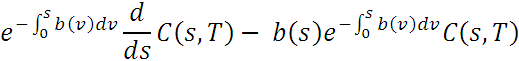 $e^{-\int_0^s b(v)dv} \frac{d}{ds} C(s,T) - b(s)e^{-\int_0^s b(v)dv} C(s,T)$